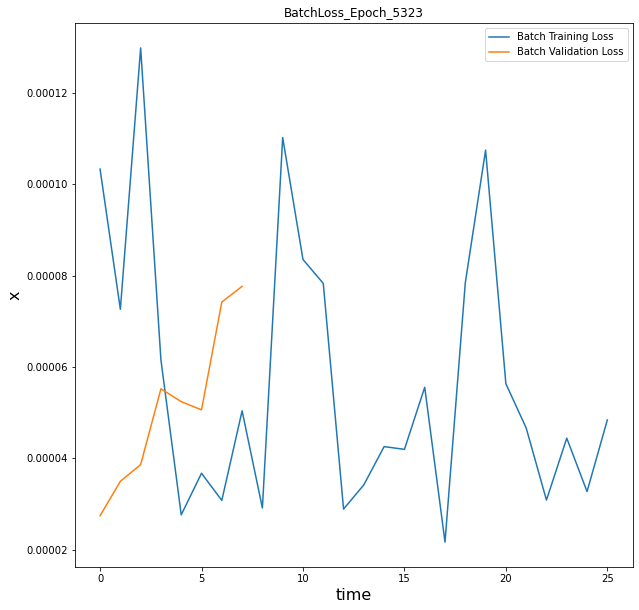 BatchLoss_Epoch_5323
Batch Training Loss
Batch Validation Loss
0.00012
0.00010
0.00008
0.00006
0.00004
0.00002
x
0 5 10 15 20 25
time